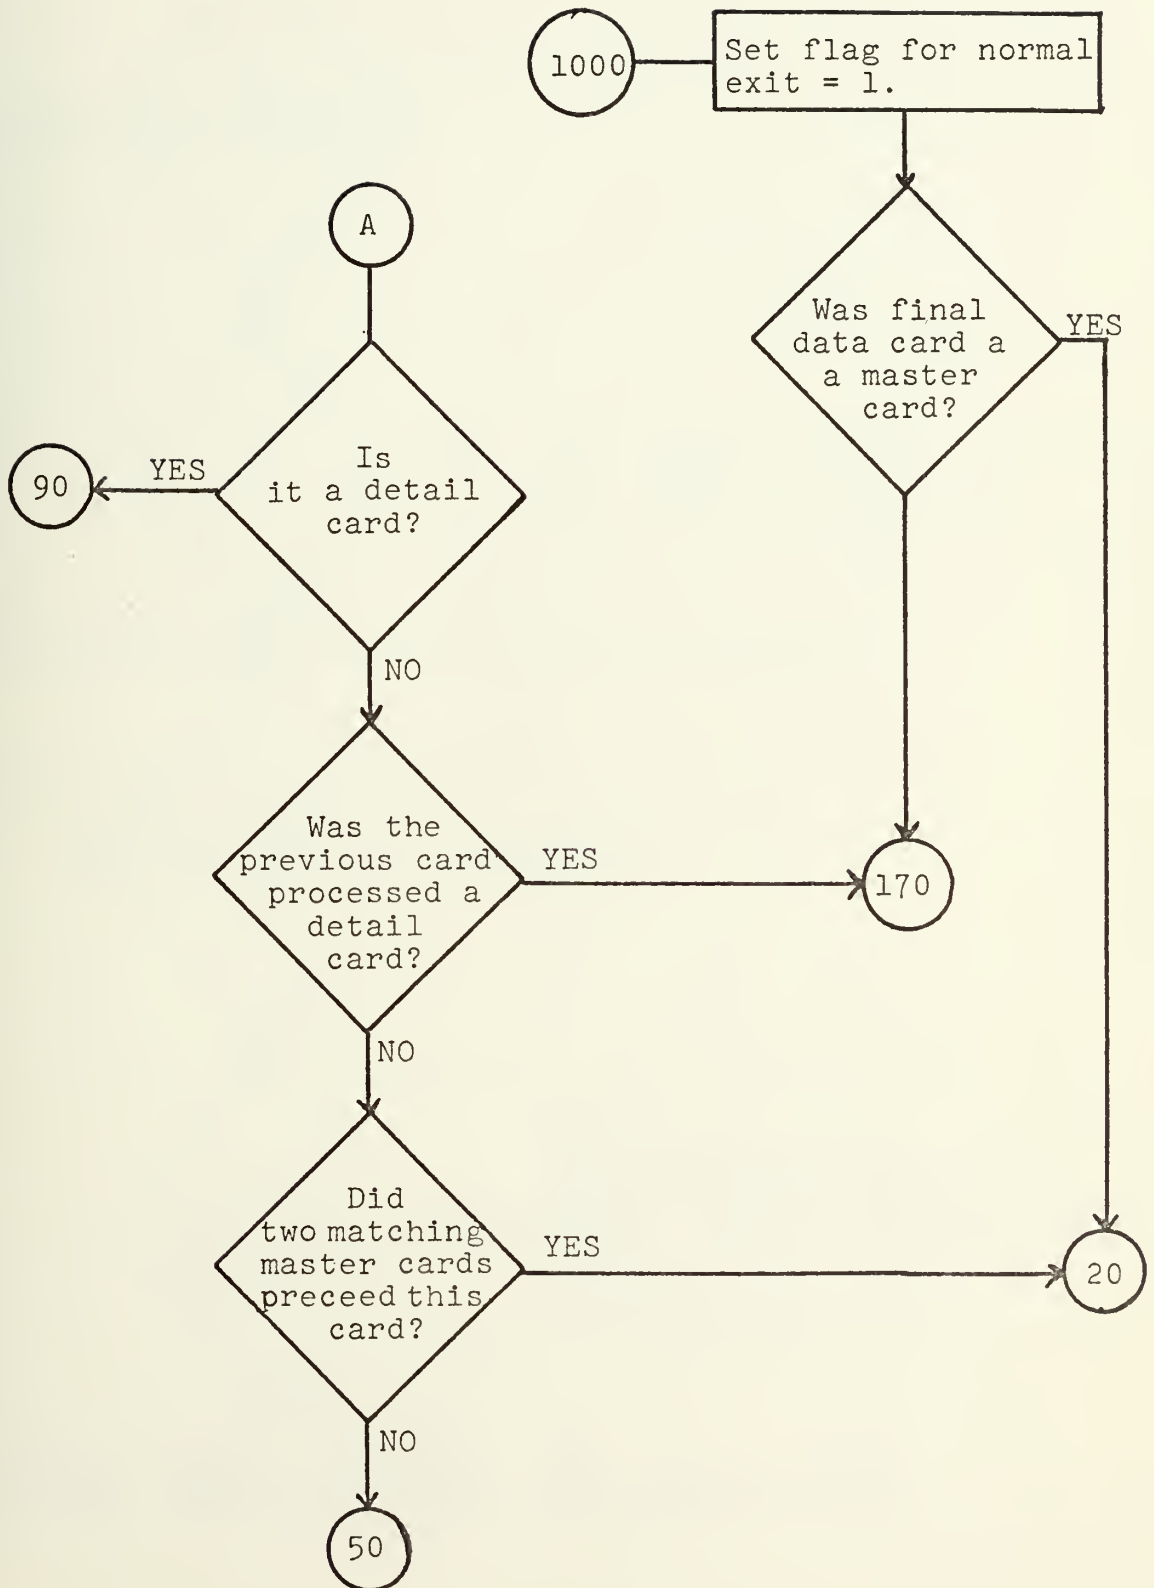 1000
Set flag for normal
exit = 1.
A
Was final
data card a
a master
card?
YES
Is
it a detail
card?
YES
90
NO
Was the
previous card
processed a
detail
card?
YES
170
NO
Did
two matching
master cards
preceed this
card?
YES
20
NO
50